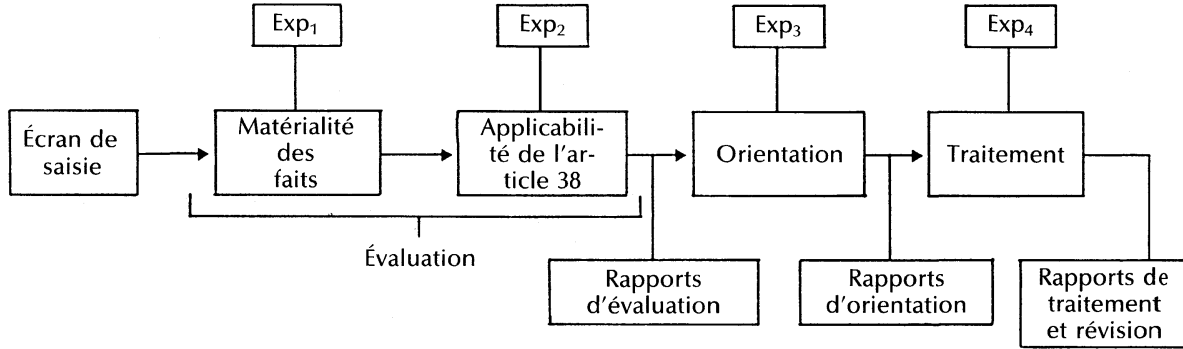 Exp₁
Exp₂
Exp₃
Exp₄
Écran de
saisie
Matérialité
des
faits
Applicabili-
té de l'ar-
ticle 38
Orientation
Traitement
Évaluation
Rapports
d'évaluation
Rapports
d'orientation
Rapports de
traitement
et révision